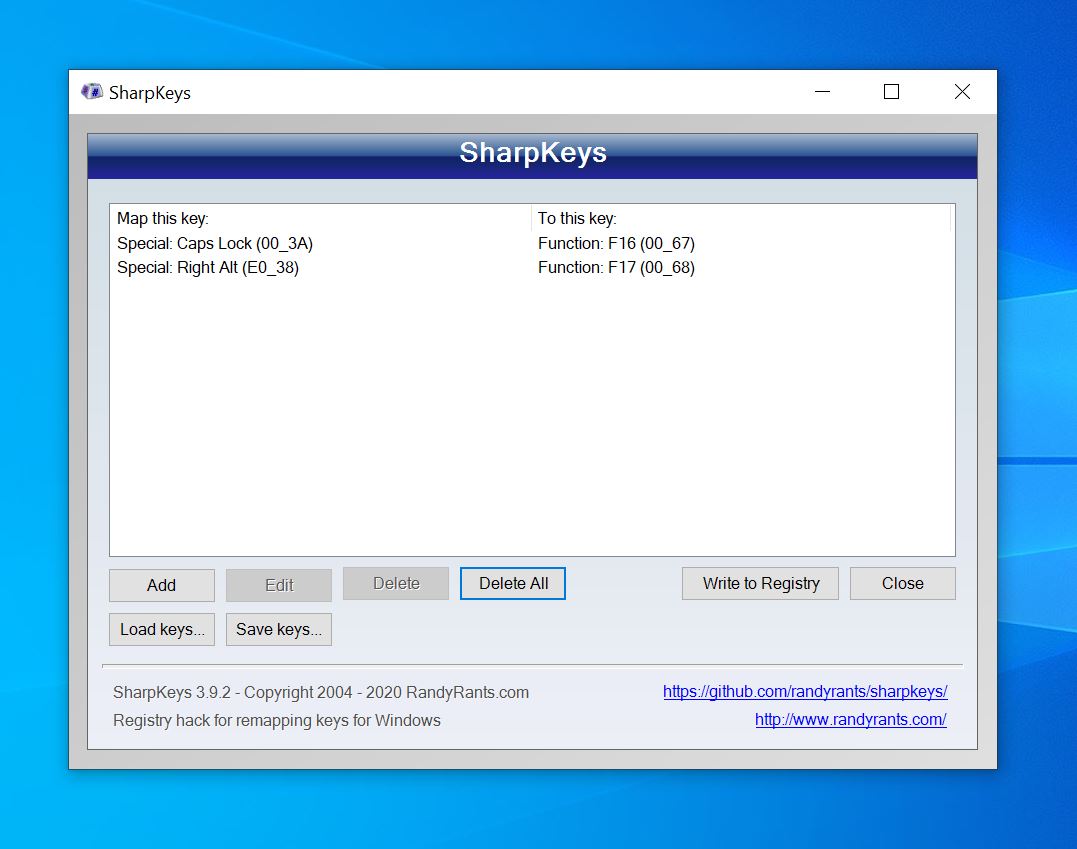 SharpKeys
SharpKeys
Map this key: To this key:
Special: Caps Lock (00_3A) Function: F16 (00_67)
Special: Right Alt (E0_38) Function: F17 (00_68)
Add Edit Delete Delete All Write to Registry Close
Load keys... Save keys...
SharpKeys 3.9.2 - Copyright 2004 - 2020 RandyRants.com https://github.com/randyrants/sharpkeys/
Registry hack for remapping keys for Windows http://www.randyrants.com/